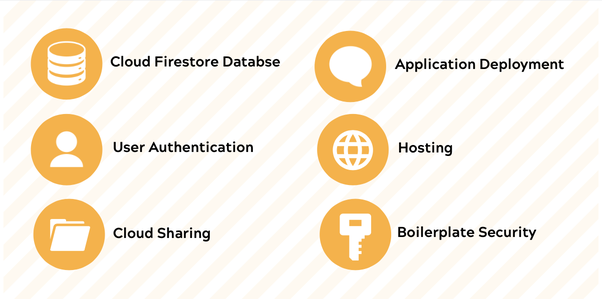 Cloud Firestore Databse
Application Deployment
User Authentication
Hosting
Cloud Sharing
Boilerplate Security